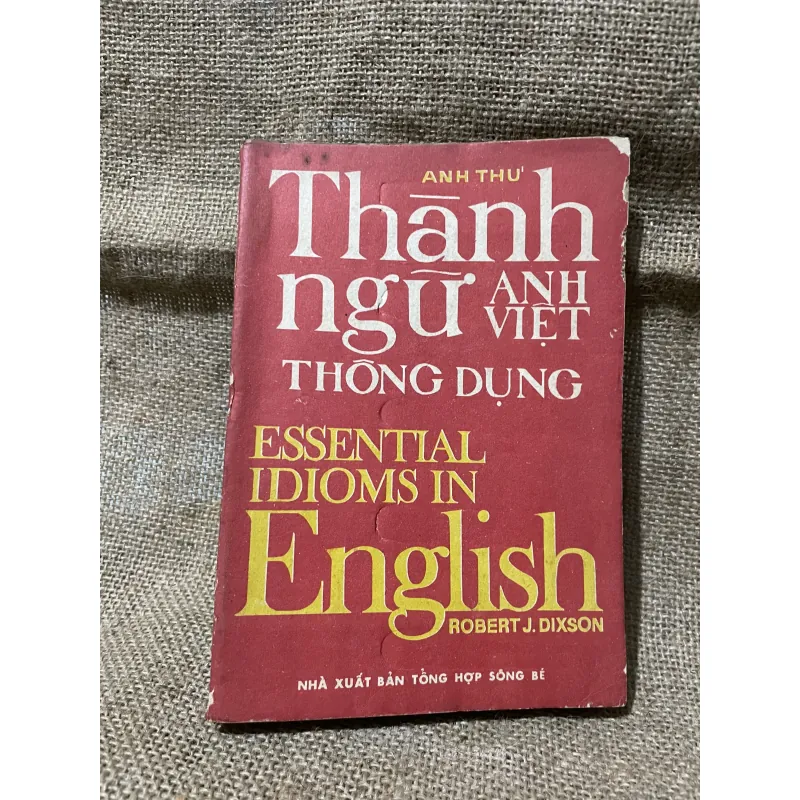 ANH THƯ
Thành
ngữ ANH
VIỆT
THÔNG DỤNG
ESSENTIAL
IDIOMS IN
English
ROBERT J. DIXSON
NHÀ XUẤT BẢN TỔNG HỢP SÔNG BÉ